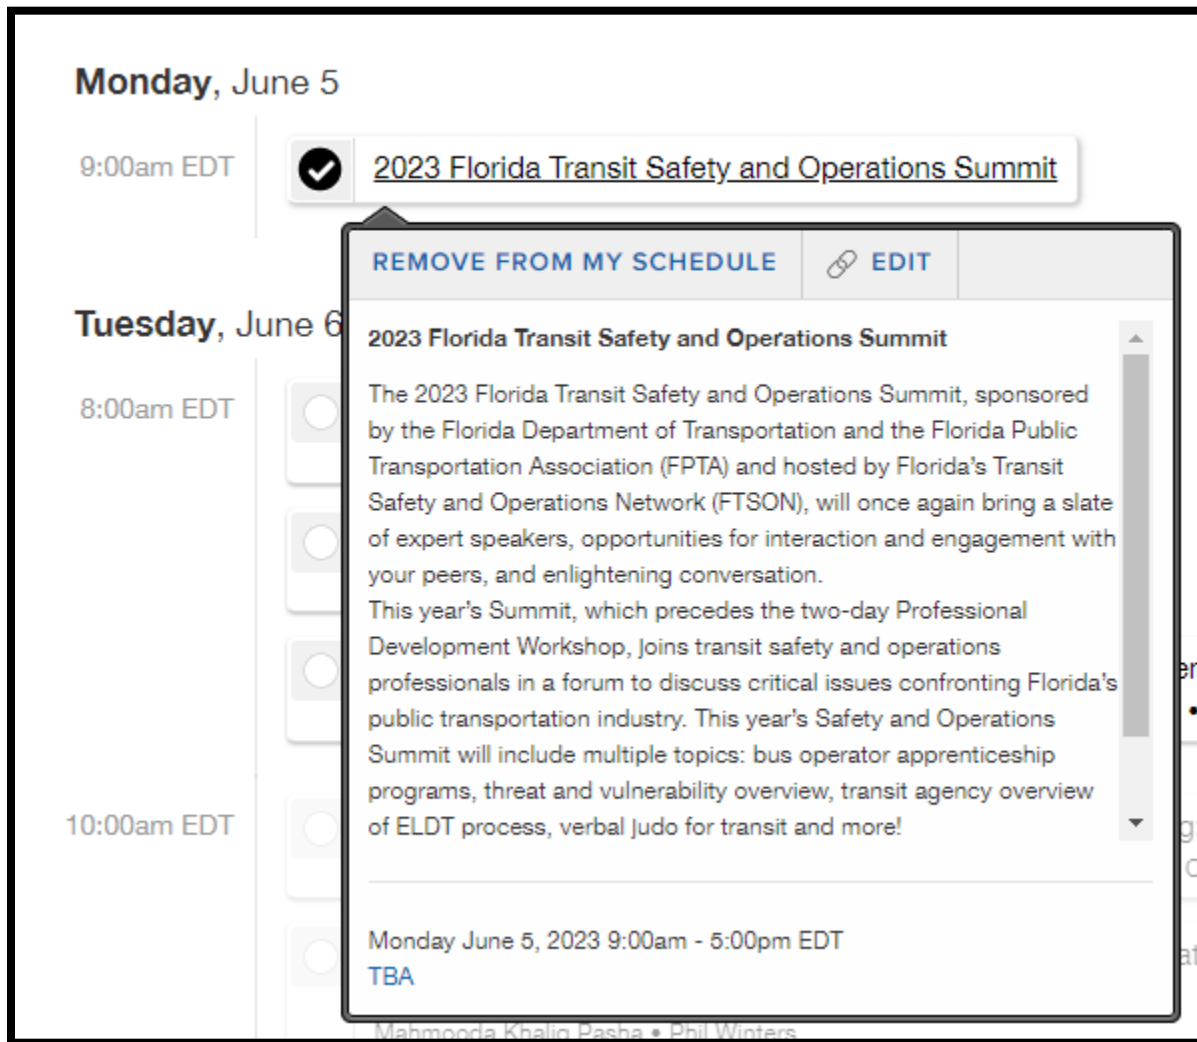 Monday, June 5
9:00am EDT
2023 Florida Transit Safety and Operations Summit
REMOVE FROM MY SCHEDULE
EDIT
Tuesday, June 6
8:00am EDT
2023 Florida Transit Safety and Operations Summit
The 2023 Florida Transit Safety and Operations Summit, sponsored
by the Florida Department of Transportation and the Florida Public
Transportation Association (FPTA) and hosted by Florida's Transit
Safety and Operations Network (FTSON), will once again bring a slate
of expert speakers, opportunities for interaction and engagement with
your peers, and enlightening conversation.
This year's Summit, which precedes the two-day Professional
Development Workshop, joins transit safety and operations
professionals in a forum to discuss critical issues confronting Florida's
public transportation industry. This year's Safety and Operations
Summit will include multiple topics: bus operator apprenticeship
programs, threat and vulnerability overview, transit agency overview
of ELDT process, verbal judo for transit and more!
10:00am EDT
Monday June 5, 2023 9:00am - 5:00pm EDT
TBA
Mahmooda Khaliq Pasha • Phil Winters